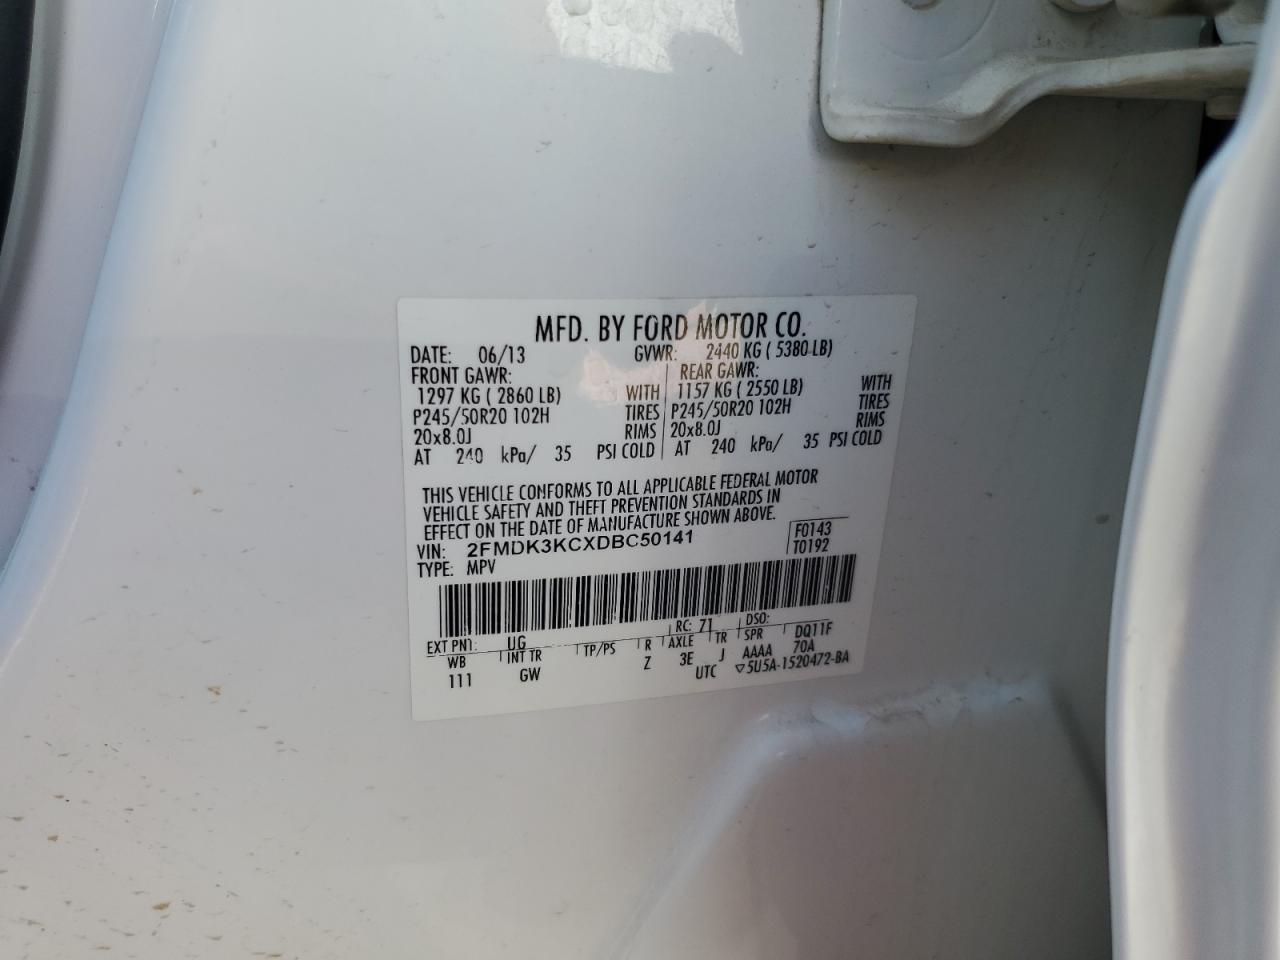 MFD. BY FORD MOTOR CO.
DATE: 06/13 GVWR: 2440 KG ( 5380 LB)
FRONT GAWR: REAR GAWR:
1297 KG ( 2860 LB) WITH 1157 KG ( 2550 LB) WITH
P245/50R20 102H TIRES P245/50R20 102H TIRES
20x8.0J RIMS 20x8.0J RIMS
AT 240 kPa/ 35 PSI COLD AT 240 kPa/ 35 PSI COLD
THIS VEHICLE CONFORMS TO ALL APPLICABLE FEDERAL MOTOR
VEHICLE SAFETY AND THEFT PREVENTION STANDARDS IN
EFFECT ON THE DATE OF MANUFACTURE SHOWN ABOVE.
VIN: 2FMDK3KCXDBC50141 F0143
TYPE: MPV T0192
EXT PNT: UG RC: 71 DSO:
WB INT TR TP/PS R AXLE TR SPR DQ11F
111 GW Z 3E J AAAA 70A
UTC ▽5U5A-1520472-BA